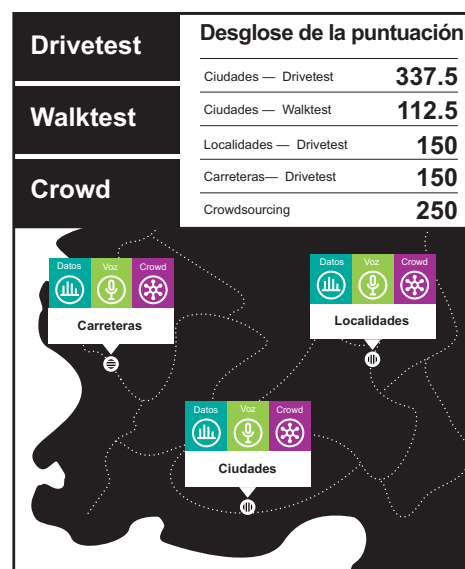 Drivetest
Walktest
Crowd
Desglose de la puntuación
Ciudades — Drivetest 337.5
Ciudades — Walktest 112.5
Localidades — Drivetest 150
Carreteras— Drivetest 150
Crowdsourcing 250
Datos Voz Crowd
Carreteras
Datos Voz Crowd
Localidades
Datos Voz Crowd
Ciudades